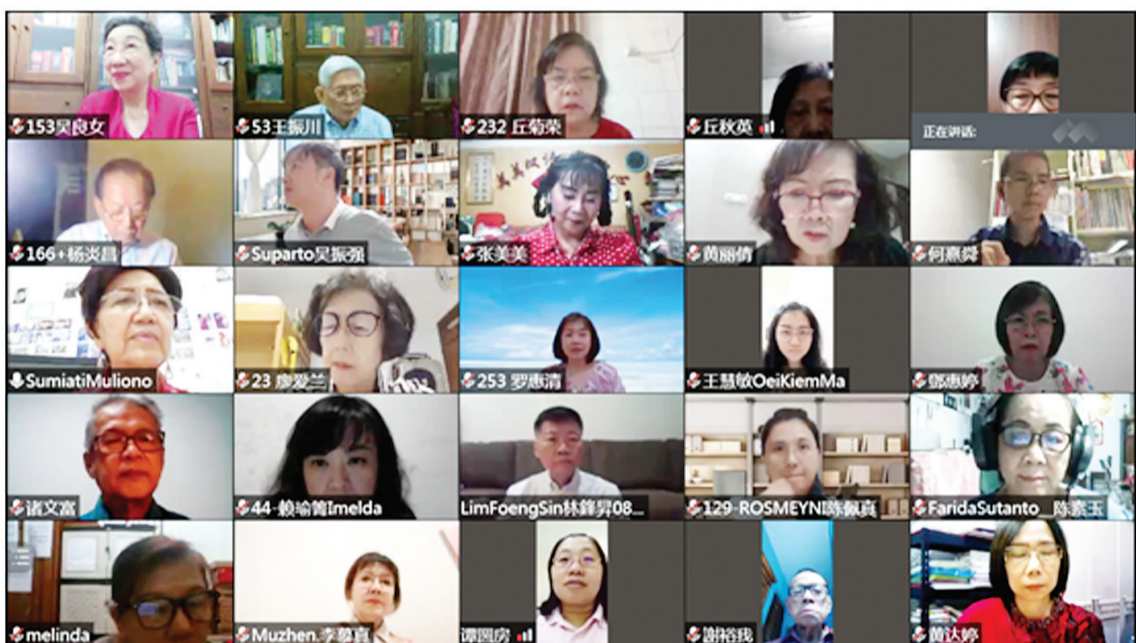 153吴良女
53王振川
232 丘菊荣
丘秋英
正在讲话:
166+杨炎昌
Suparto吴振强
张美美
黄丽倩
何熹舜
SumiatiMuliono
23 廖爱兰
253 罗惠清
王慧敏OeiKiemMa
鄧惠婷
诸文富
44-赖瑜簡Imelda
LimFoengSin林鋒昇08...
129-ROSMEYNI陈佩真
FaridaSutanto__陈素玉
melinda
Muzhen.李慕真
谭圆房
謝裕我
黄达婷